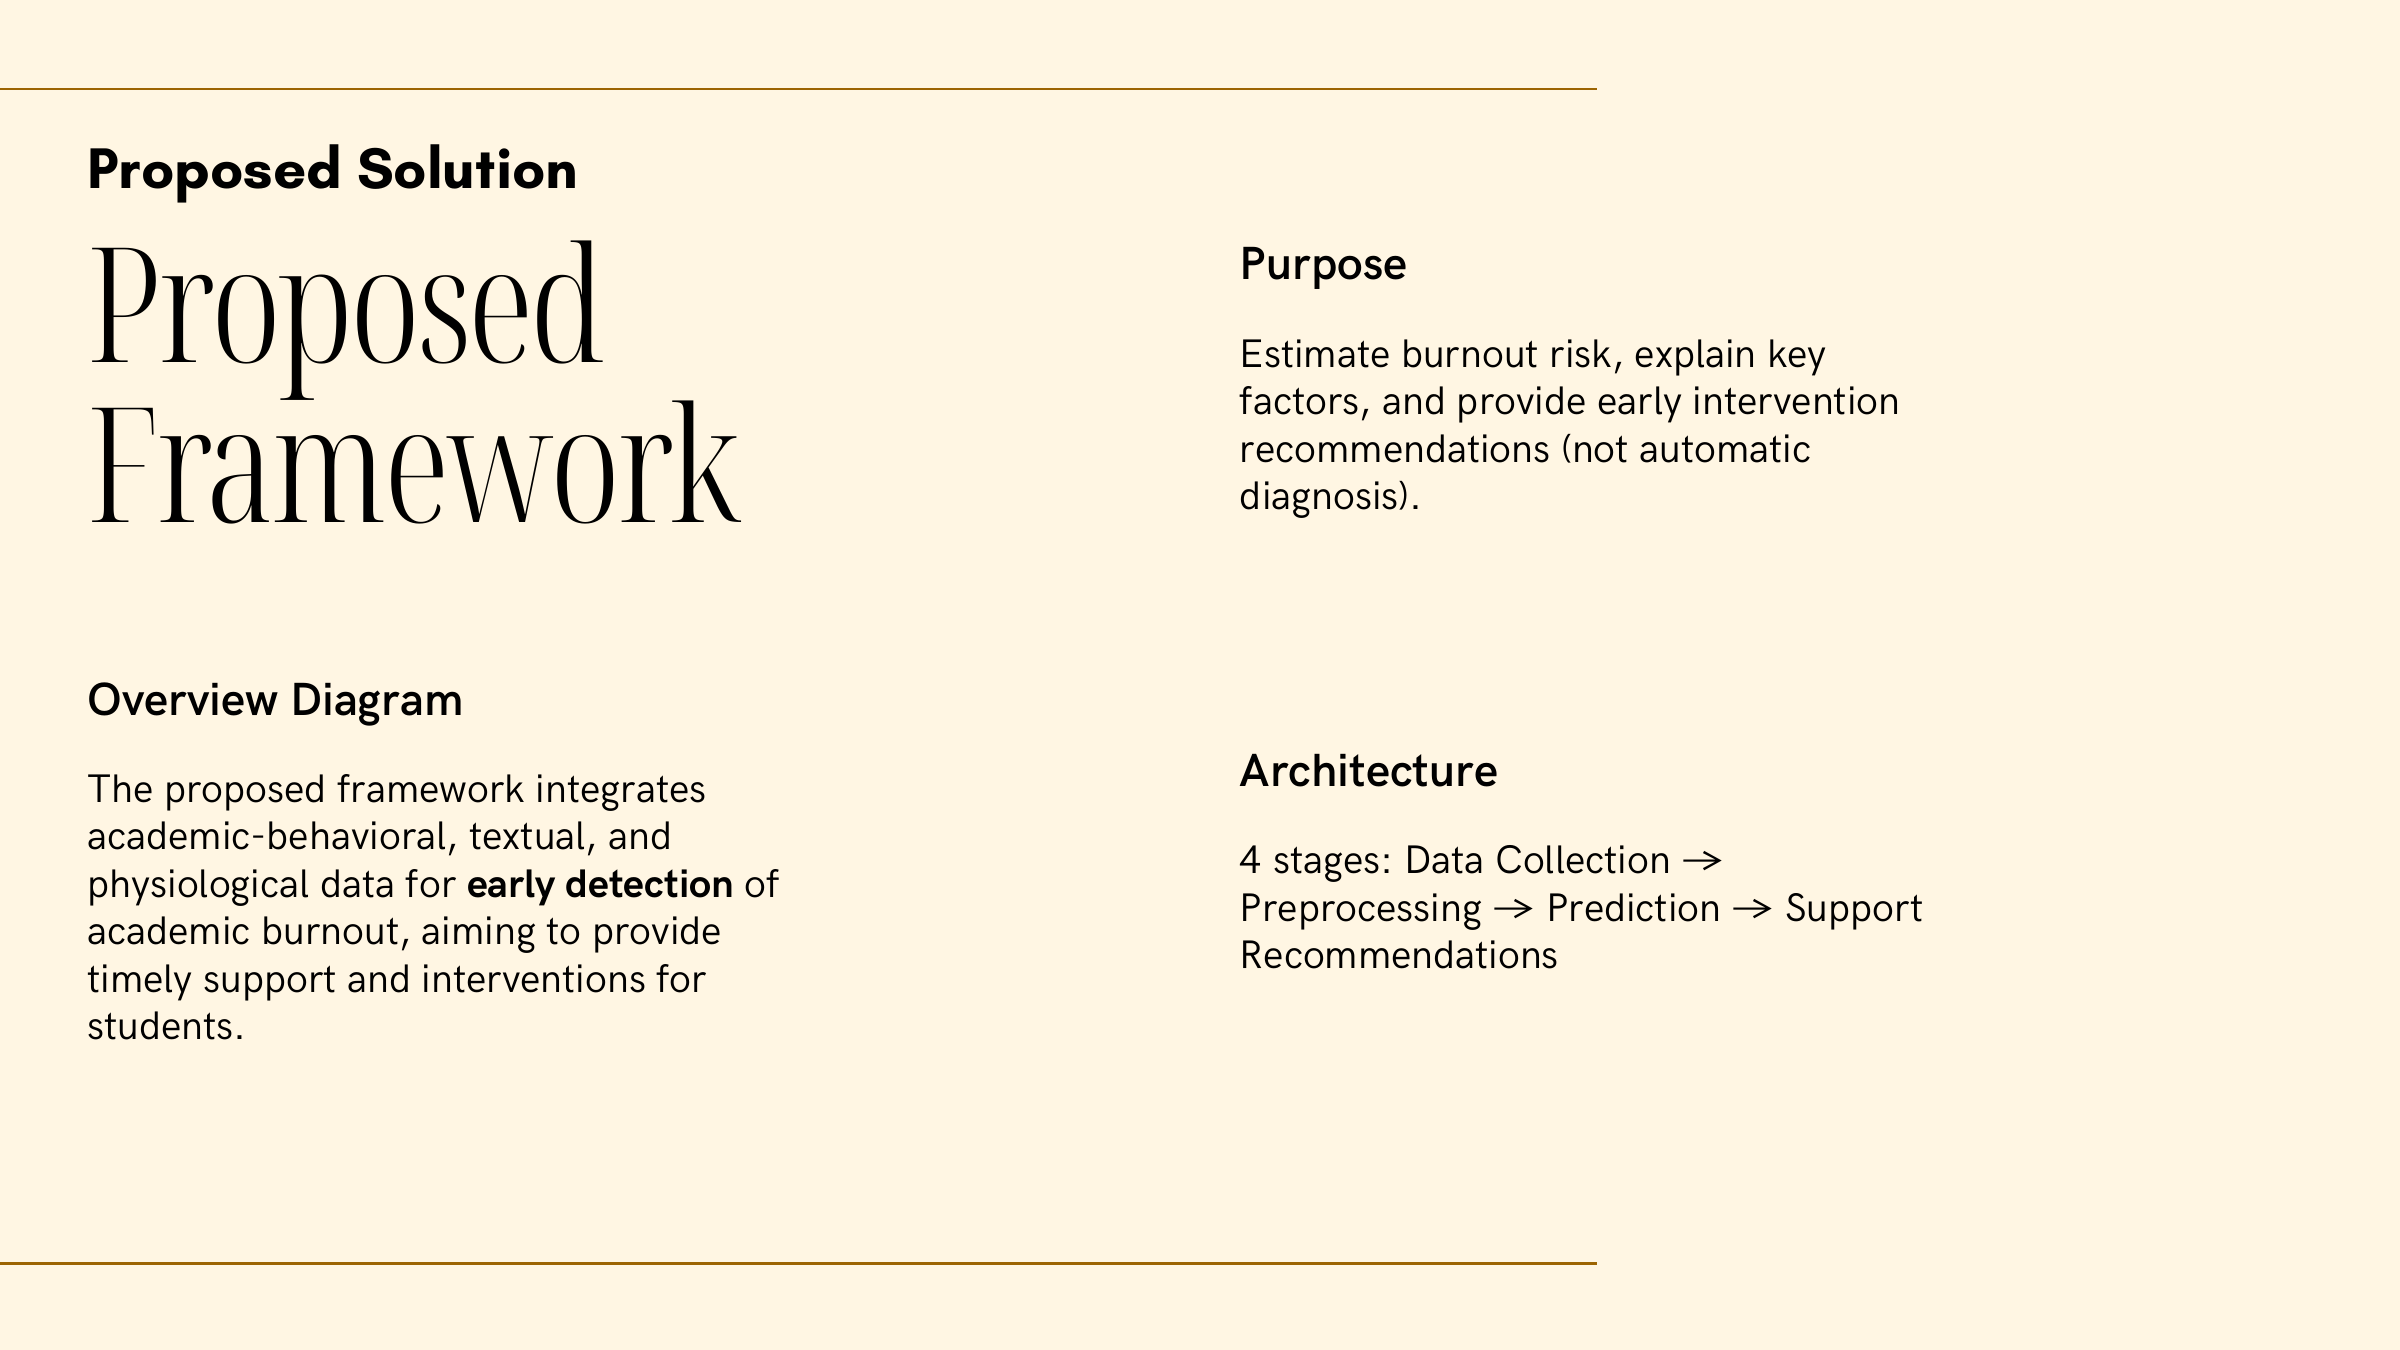 Proposed Solution
Proposed
Framework
Overview Diagram
The proposed framework integrates
academic-behavioral, textual, and
physiological data for early detection of
academic burnout, aiming to provide
timely support and interventions for
students.
Purpose
Estimate burnout risk, explain key
factors, and provide early intervention
recommendations (not automatic
diagnosis).
Architecture
4 stages: Data Collection →
Preprocessing → Prediction → Support
Recommendations